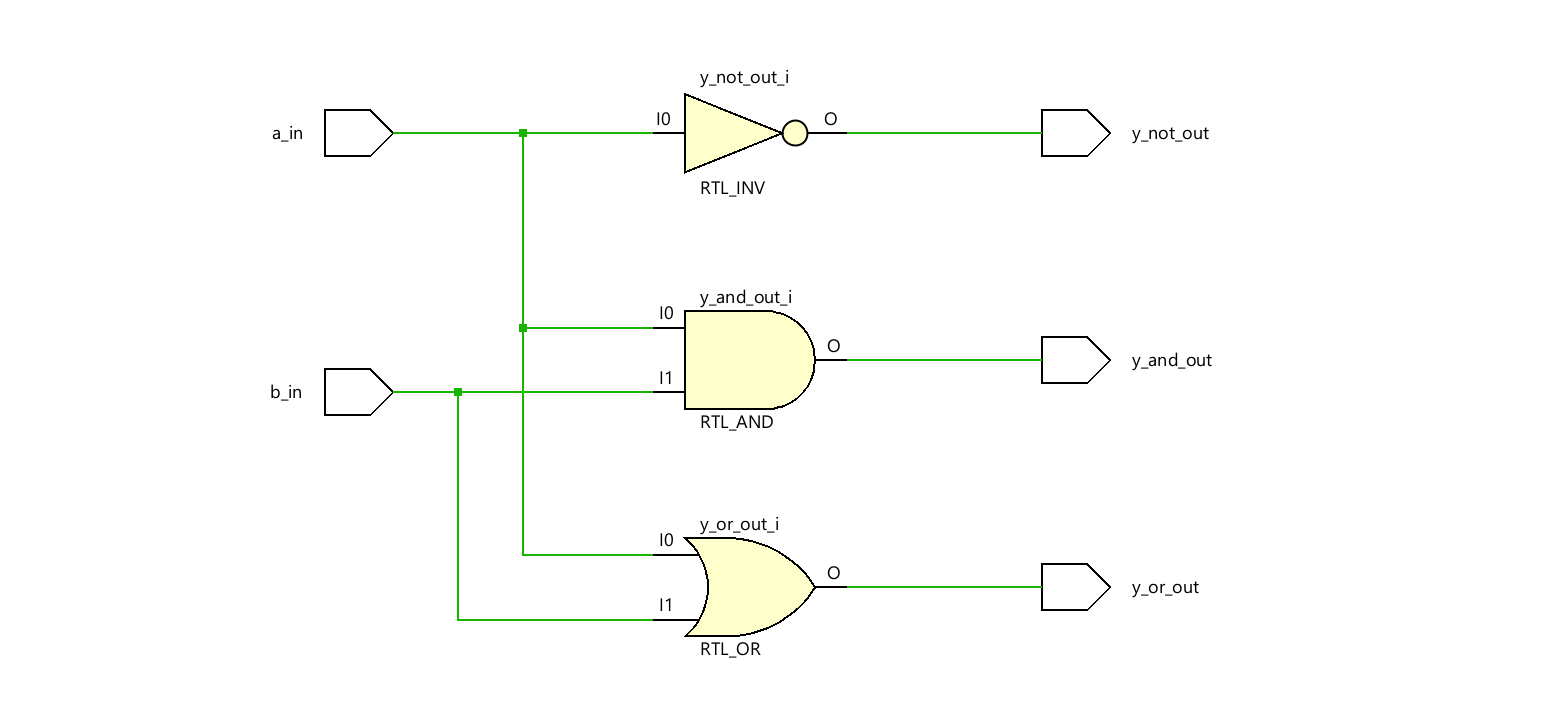 y_not_out_i
a_in
I0
O
y_not_out
RTL_INV
y_and_out_i
I0
O
y_and_out
I1
b_in
RTL_AND
y_or_out_i
I0
O
y_or_out
I1
RTL_OR